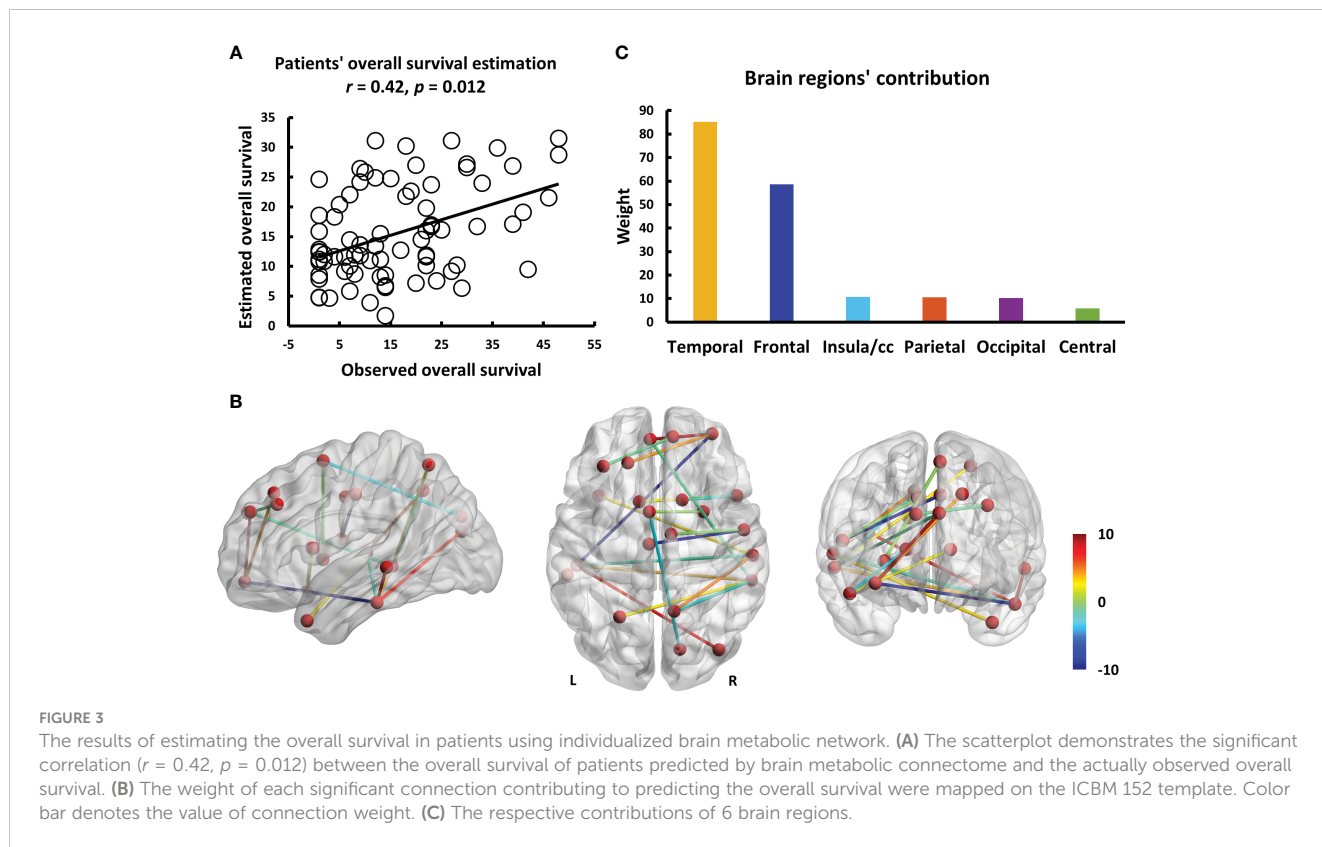 A
Patients' overall survival estimation
r = 0.42, p = 0.012
35
30
25
20
15
10
5
0
Estimated overall survival
-5 5 15 25 35 45 55
Observed overall survival
C
Brain regions' contribution
90
80
70
60
50
40
30
20
10
0
Weight
Temporal Frontal Insula/cc Parietal Occipital Central
B
L R
10
0
-10
FIGURE 3
The results of estimating the overall survival in patients using individualized brain metabolic network. (A) The scatterplot demonstrates the significant
correlation (r = 0.42, p = 0.012) between the overall survival of patients predicted by brain metabolic connectome and the actually observed overall
survival. (B) The weight of each significant connection contributing to predicting the overall survival were mapped on the ICBM 152 template. Color
bar denotes the value of connection weight. (C) The respective contributions of 6 brain regions.